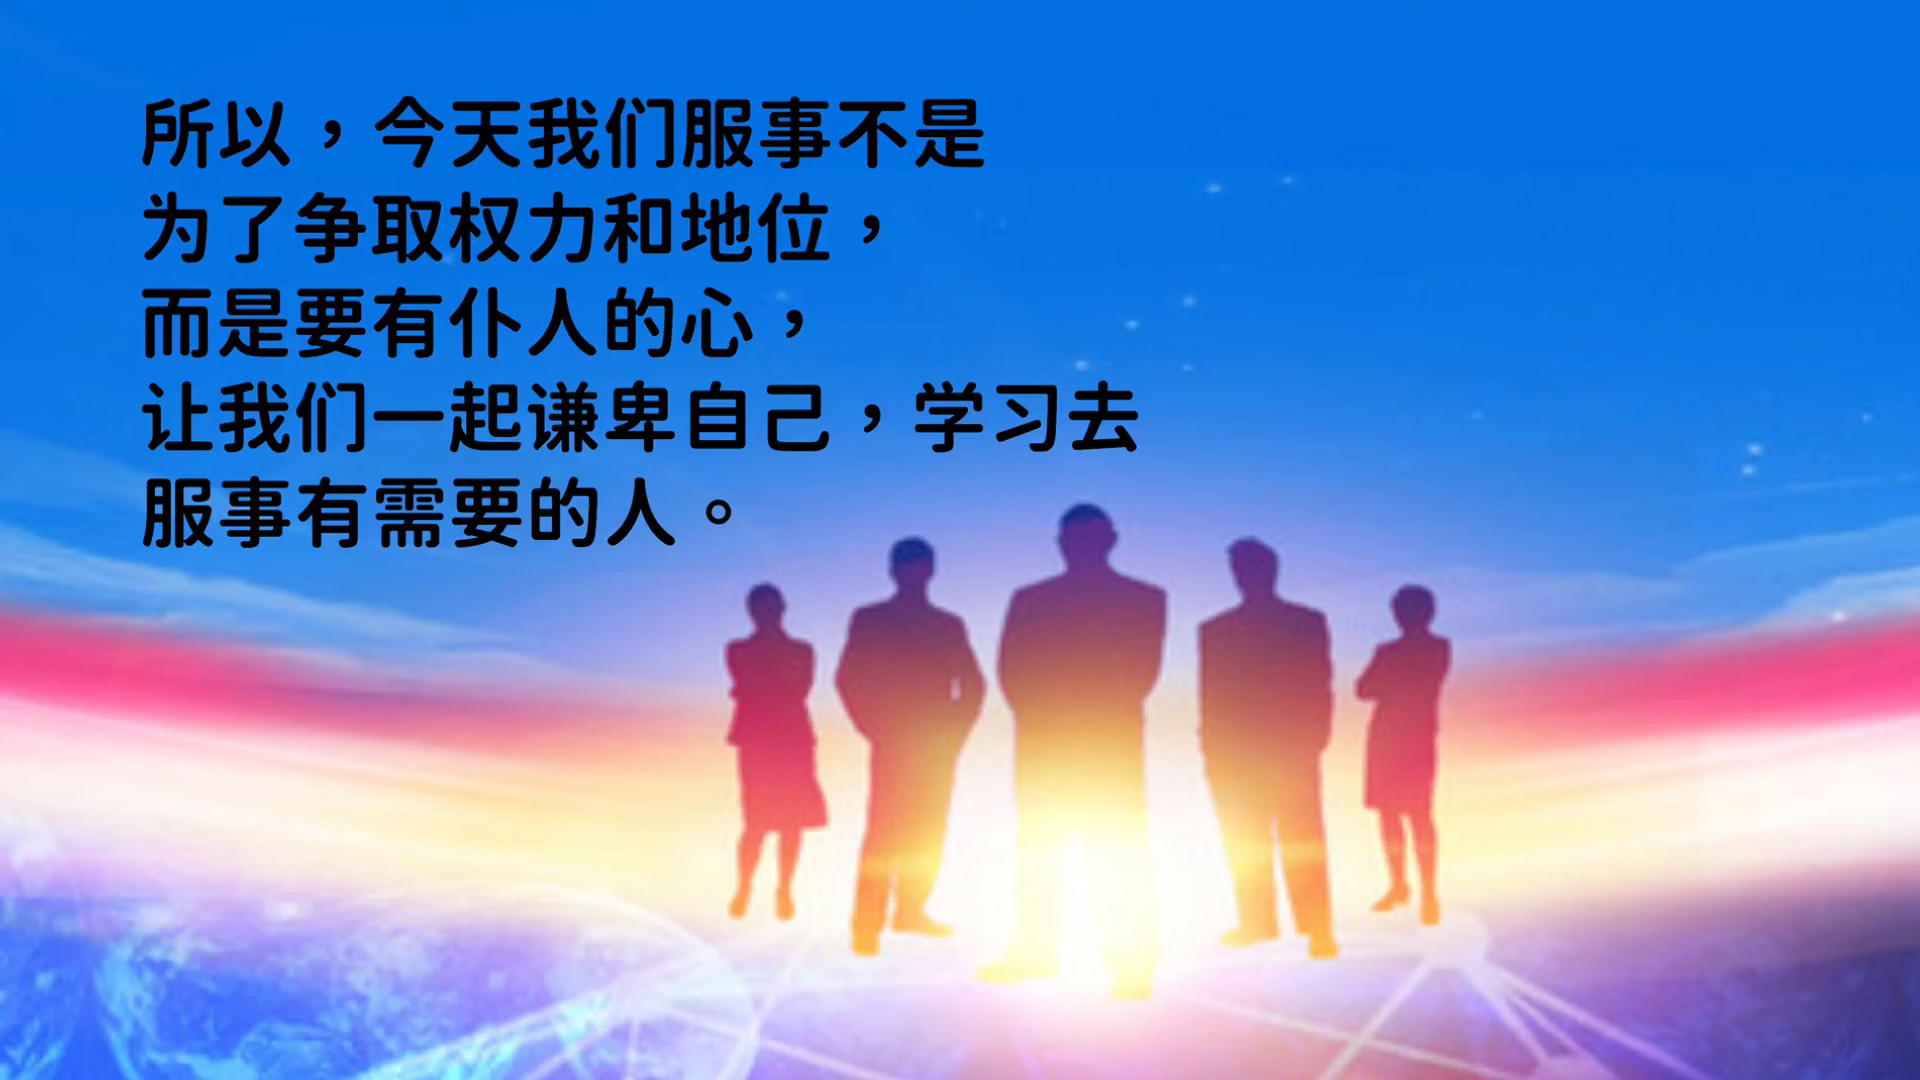 所以，今天我们服事不是
为了争取权力和地位，
而是要有仆人的心，
让我们一起谦卑自己，学习去
服事有需要的人。